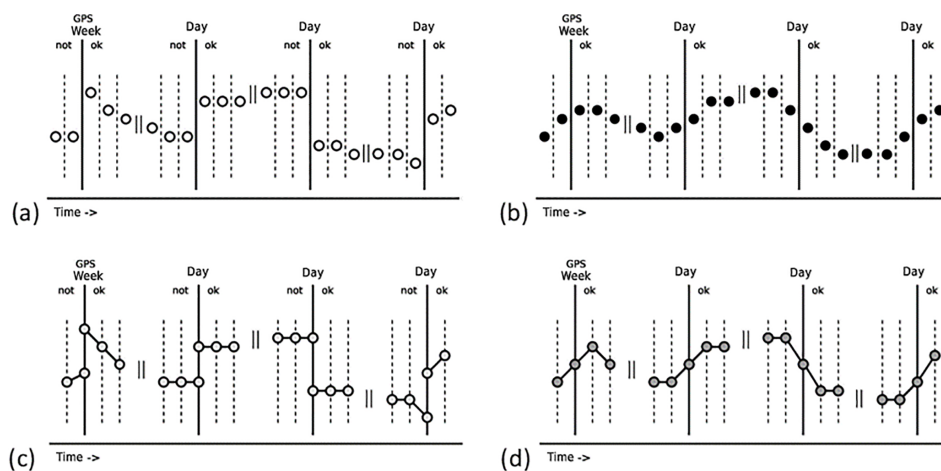 GPS
Week
not ok
Day
not ok
Day
not ok
Day
not ok
(a) Time ->
GPS
Week
ok
Day
ok
Day
ok
Day
ok
(b) Time ->
GPS
Week
not ok
Day
not ok
Day
not ok
Day
not ok
(c) Time ->
GPS
Week
ok
Day
ok
Day
ok
Day
ok
(d) Time ->